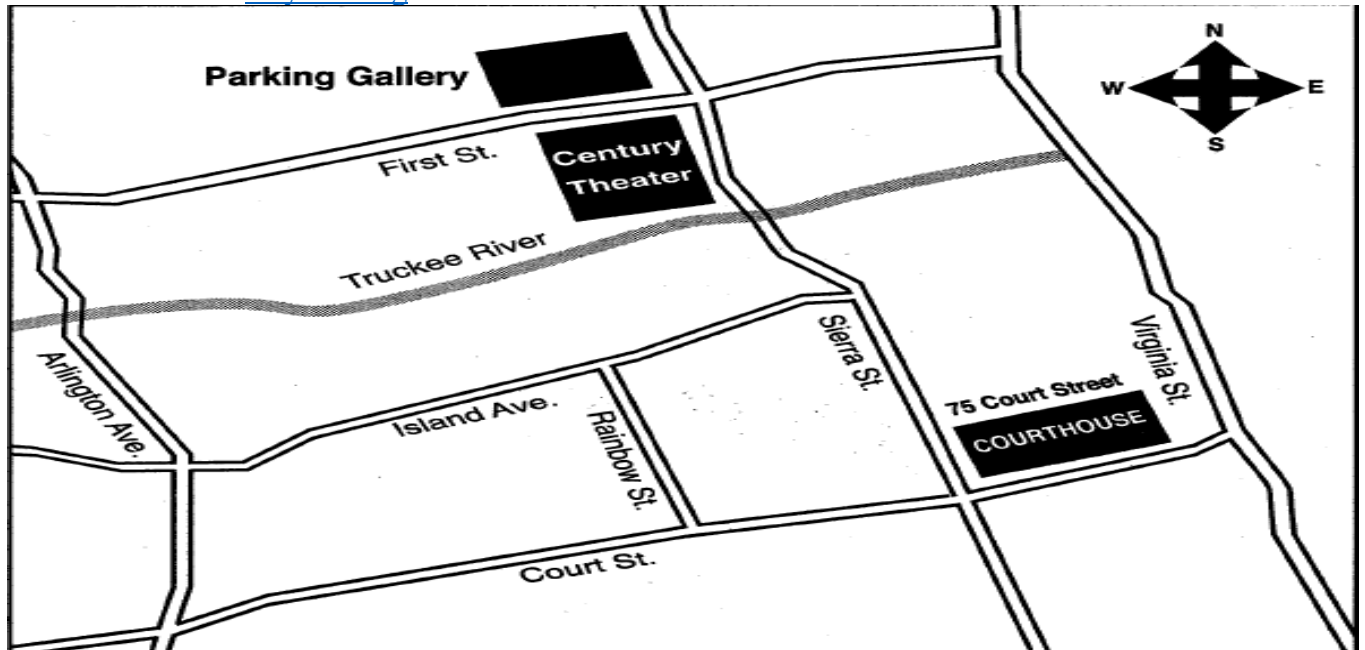 N
Parking Gallery
W
E
S
First St.
Century
Theater
Truckee River
Arlington Ave.
Island Ave.
Rainbow St.
Sierra St.
Virginia St.
75 Court Street
COURTHOUSE
Court St.